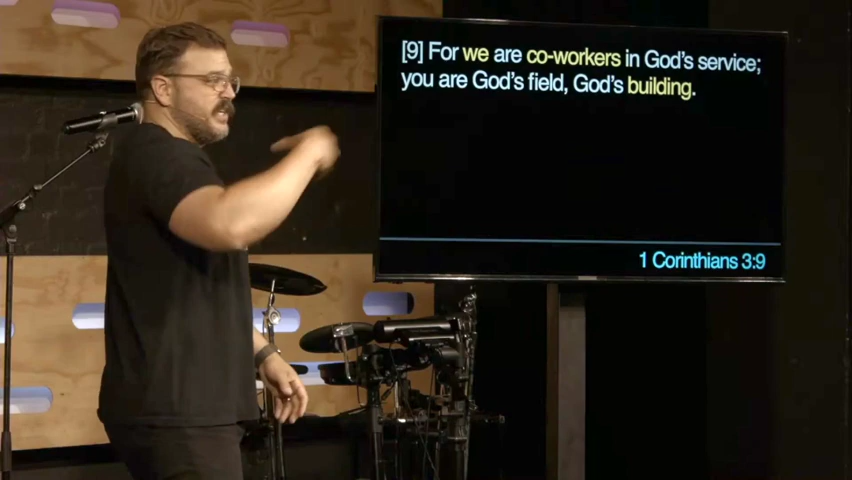 [9] For we are co-workers in God's service;
you are God's field, God's building.
1 Corinthians 3:9